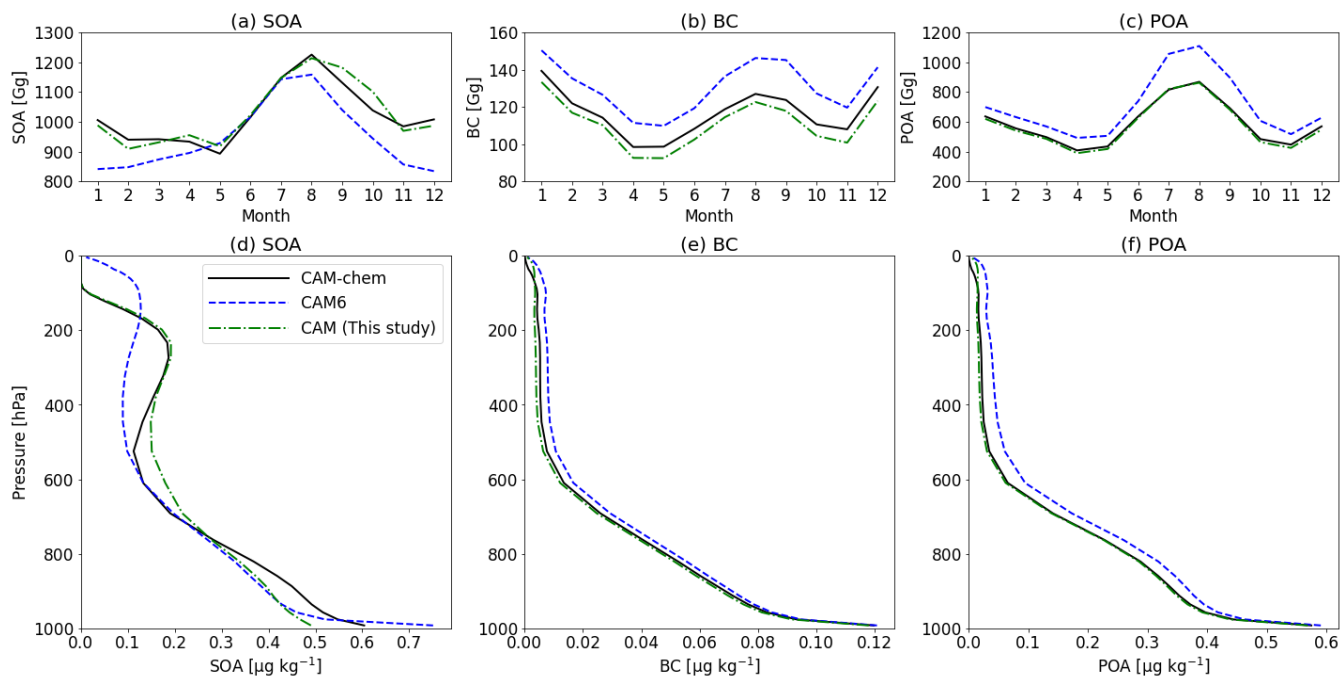 (a) SOA
(b) BC
(c) POA
SOA [Gg]
1300
1200
1100
1000
900
800
1 2 3 4 5 6 7 8 9 10 11 12
Month
BC [Gg]
160
140
120
100
80
1 2 3 4 5 6 7 8 9 10 11 12
Month
POA [Gg]
1200
1000
800
600
400
200
1 2 3 4 5 6 7 8 9 10 11 12
Month
(d) SOA
(e) BC
(f) POA
Pressure [hPa]
0
200
400
600
800
1000
CAM-chem
CAM6
CAM (This study)
0.0 0.1 0.2 0.3 0.4 0.5 0.6 0.7
SOA [μg kg⁻¹]
0
200
400
600
800
1000
0.00 0.02 0.04 0.06 0.08 0.10 0.12
BC [μg kg⁻¹]
0
200
400
600
800
1000
0.0 0.1 0.2 0.3 0.4 0.5 0.6
POA [μg kg⁻¹]